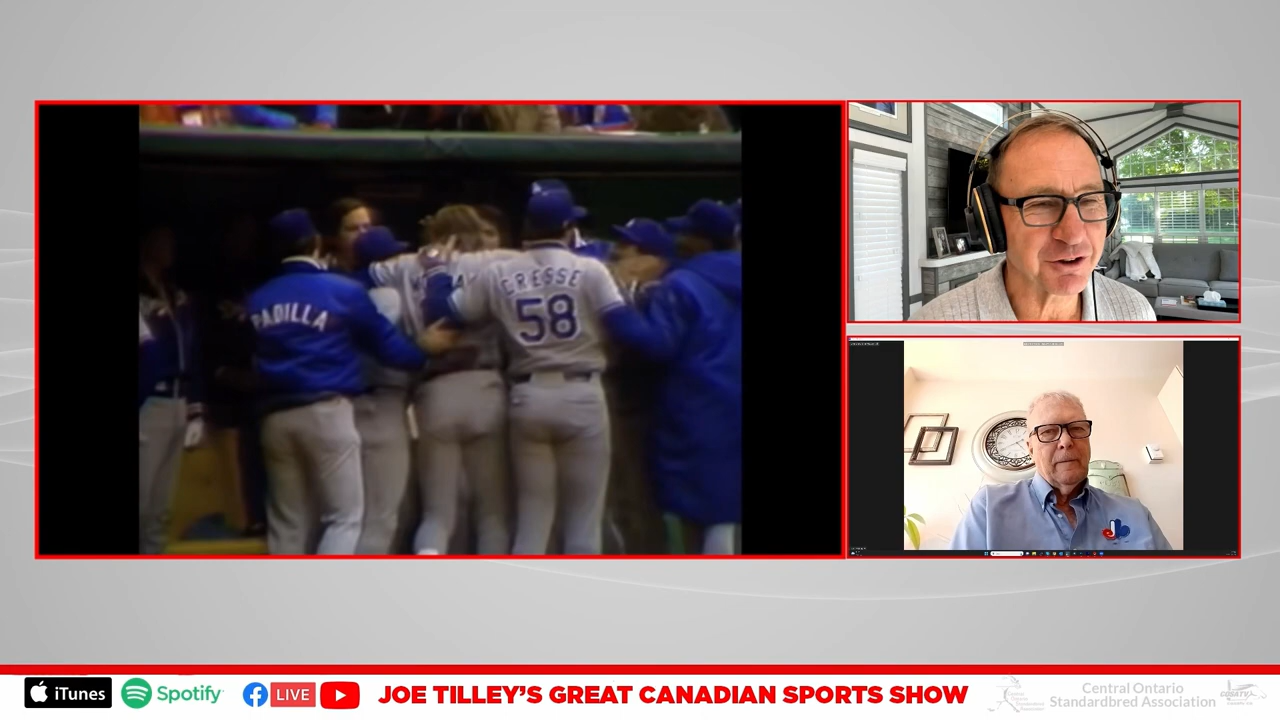 PADILLA
CRESSE
58
iTunes
Spotify
LIVE
JOE TILLEY'S GREAT CANADIAN SPORTS SHOW
Central Ontario
Standardbred Association